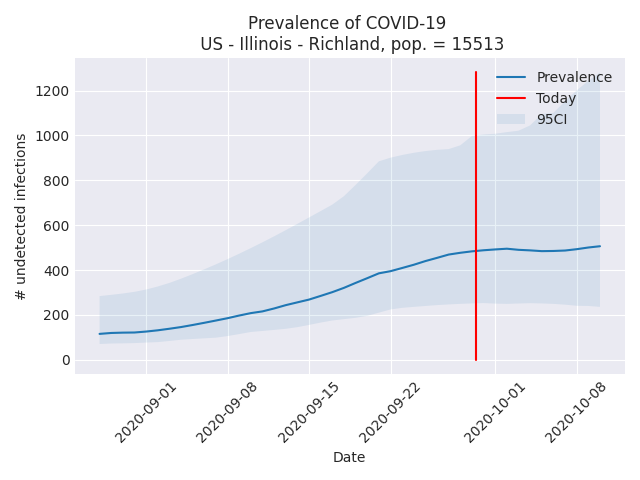 Prevalence of COVID-19
US - Illinois - Richland, pop. = 15513
Prevalence
Today
95CI
# undetected infections
1200
1000
800
600
400
200
0
2020-09-01
2020-09-08
2020-09-15
2020-09-22
2020-10-01
2020-10-08
Date